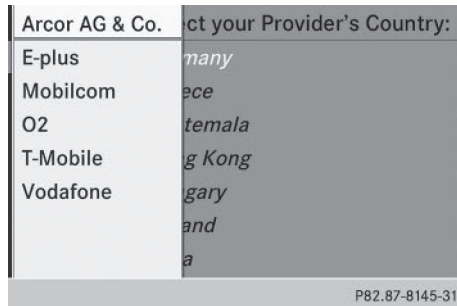 Arcor AG & Co.
E-plus
Mobilcom
O2
T-Mobile
Vodafone
ct your Provider's Country:
many
ece
temala
g Kong
gary
and
a
P82.87-8145-31